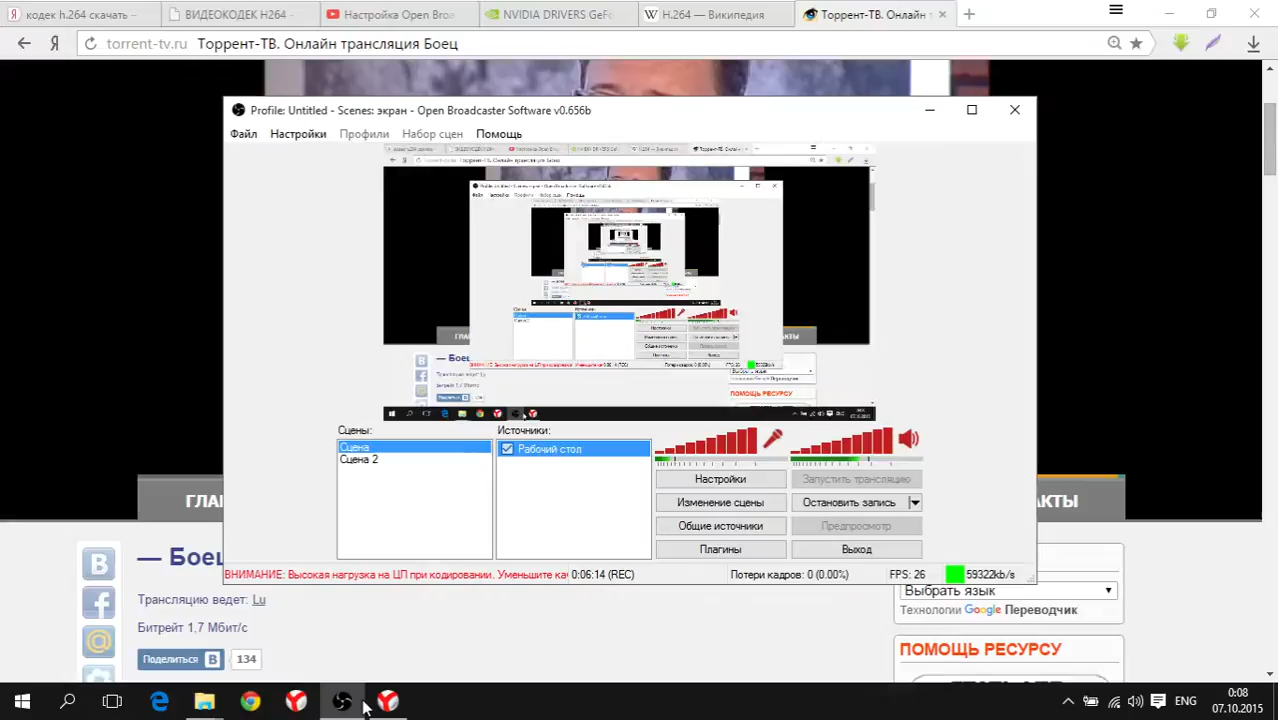 кодек h.264 скачать –
ВИДЕОКОДЕК H264 -
Настройка Open Broa
NVIDIA DRIVERS GeFo
H.264 — Википедия
Торрент-ТВ. Онлайн т
torrent-tv.ru Торрент-ТВ. Онлайн трансляция Боец
Profile: Untitled - Scenes: экран - Open Broadcaster Software v0.656b
Файл Настройки Профили Набор сцен Помощь
ПОМОЩЬ РЕСУРСУ
Сцены:
Сцена
Сцена 2
Источники:
Рабочий стол
Настройки
Запустить трансляцию
Изменение сцены
Остановить запись
Общие источники
Предпросмотр
Плагины
Выход
ВНИМАНИЕ: Высокая нагрузка на ЦП при кодировании. Уменьшите ка
0:06:14 (REC)
Потери кадров: 0 (0.00%)
FPS: 26
59322kb/s
ГЛА
КТЫ
— Боец
Трансляцию ведет: Lu
Битрейт 1,7 Мбит/с
Поделиться B 134
Выбрать язык
Технологии Google Переводчик
ПОМОЩЬ РЕСУРСУ
ENG
0:08
07.10.2015